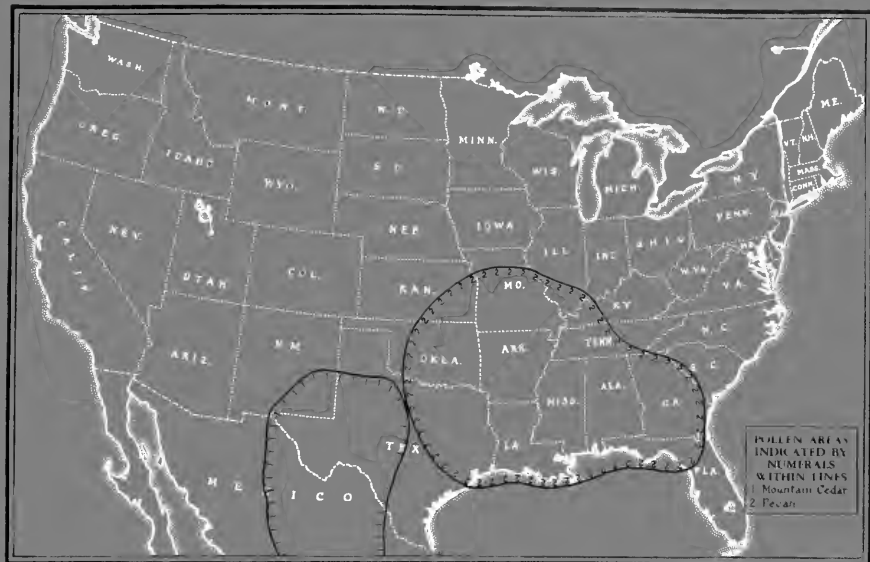 WASH.
MONT.
N. D.
MINN.
ME.
VT. N.H.
OREG
IDAHO
S. D.
WIS.
MICH
N. Y.
MASS.
CONN.
WYO.
NEB.
IOWA
PENN.
CALIF.
NEV.
UTAH
COL.
KAN.
MO.
ILL.
IND.
OHIO
W.VA.
VA.
KY
ARIZ.
N.M.
OKLA.
ARK.
TENN.
N. C.
S. C.
MISS.
ALA.
GA.
TEX
LA.
FLA.
MEXICO
POLLEN AREAS
INDICATED BY
NUMERALS
WITHIN LINES
1. Mountain Cedar
2. Pecan